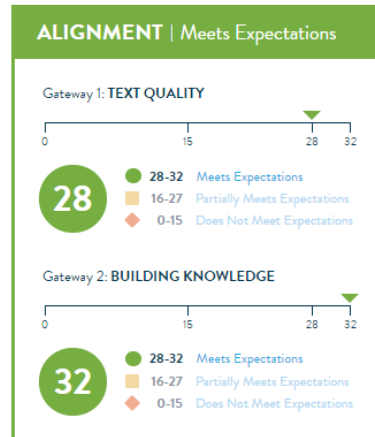 ALIGNMENT | Meets Expectations
Gateway 1: TEXT QUALITY
0 15 28 32
28
28-32 Meets Expectations
16-27 Partially Meets Expectations
0-15 Does Not Meet Expectations
Gateway 2: BUILDING KNOWLEDGE
0 15 28 32
32
28-32 Meets Expectations
16-27 Partially Meets Expectations
0-15 Does Not Meet Expectations